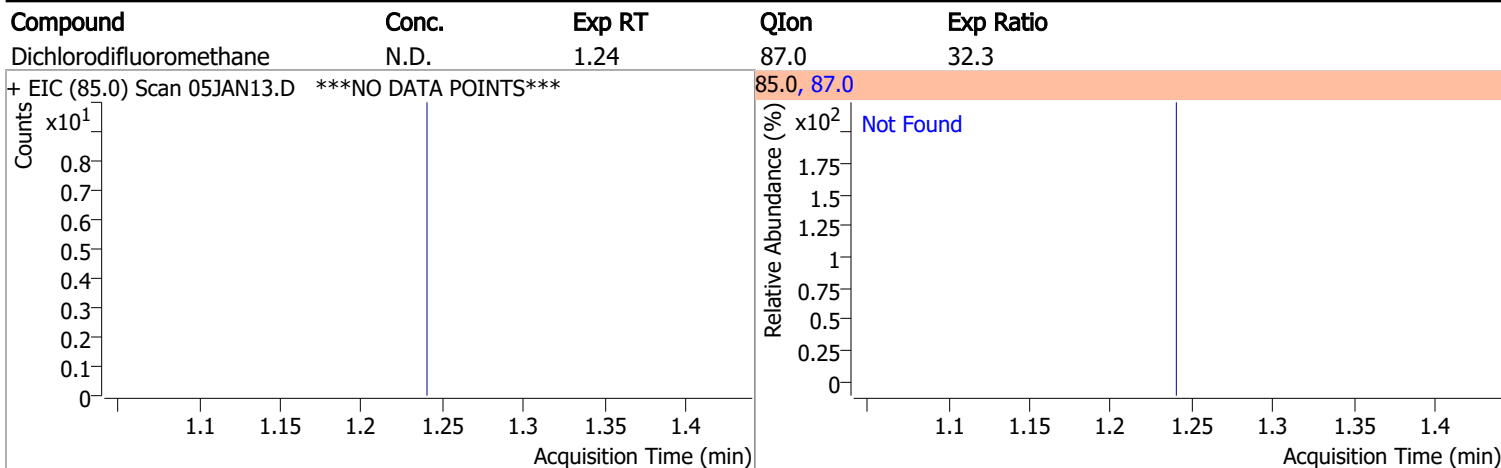 Compound Conc. Exp RT QIon Exp Ratio
Dichlorodifluoromethane N.D. 1.24 87.0 32.3
+ EIC (85.0) Scan 05JAN13.D ***NO DATA POINTS***
Counts
x10^1
0.8
0.7
0.6
0.5
0.4
0.3
0.2
0.1
0
1.1 1.15 1.2 1.25 1.3 1.35 1.4
Acquisition Time (min)
85.0, 87.0
Relative Abundance (%)
x10^2
Not Found
1.75
1.5
1.25
1
0.75
0.5
0.25
0
1.1 1.15 1.2 1.25 1.3 1.35 1.4
Acquisition Time (min)